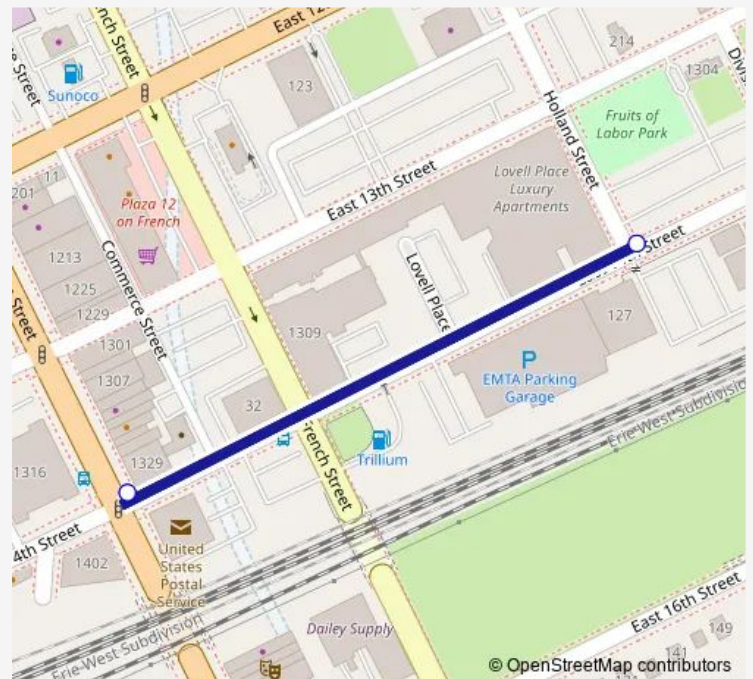 French Street
East 12
Sunoco
123
214
1304
Holland Street
Fruits of
Labor Park
201
11
Plaza 12
on French
East 13th Street
Lovell Place
Luxury
Apartments
1213
Commerce Street
1225
1229
1301
1307
Street
Lovell Place
1309
127
P
EMTA Parking
Garage
32
Erie West Subdivision
Trillium
French Street
1316
1329
4th Street
1402
United
States
Postal
Service
Dailey Supply
East 16th Street
149
141
Erie West Subdivision
© OpenStreetMap contributors